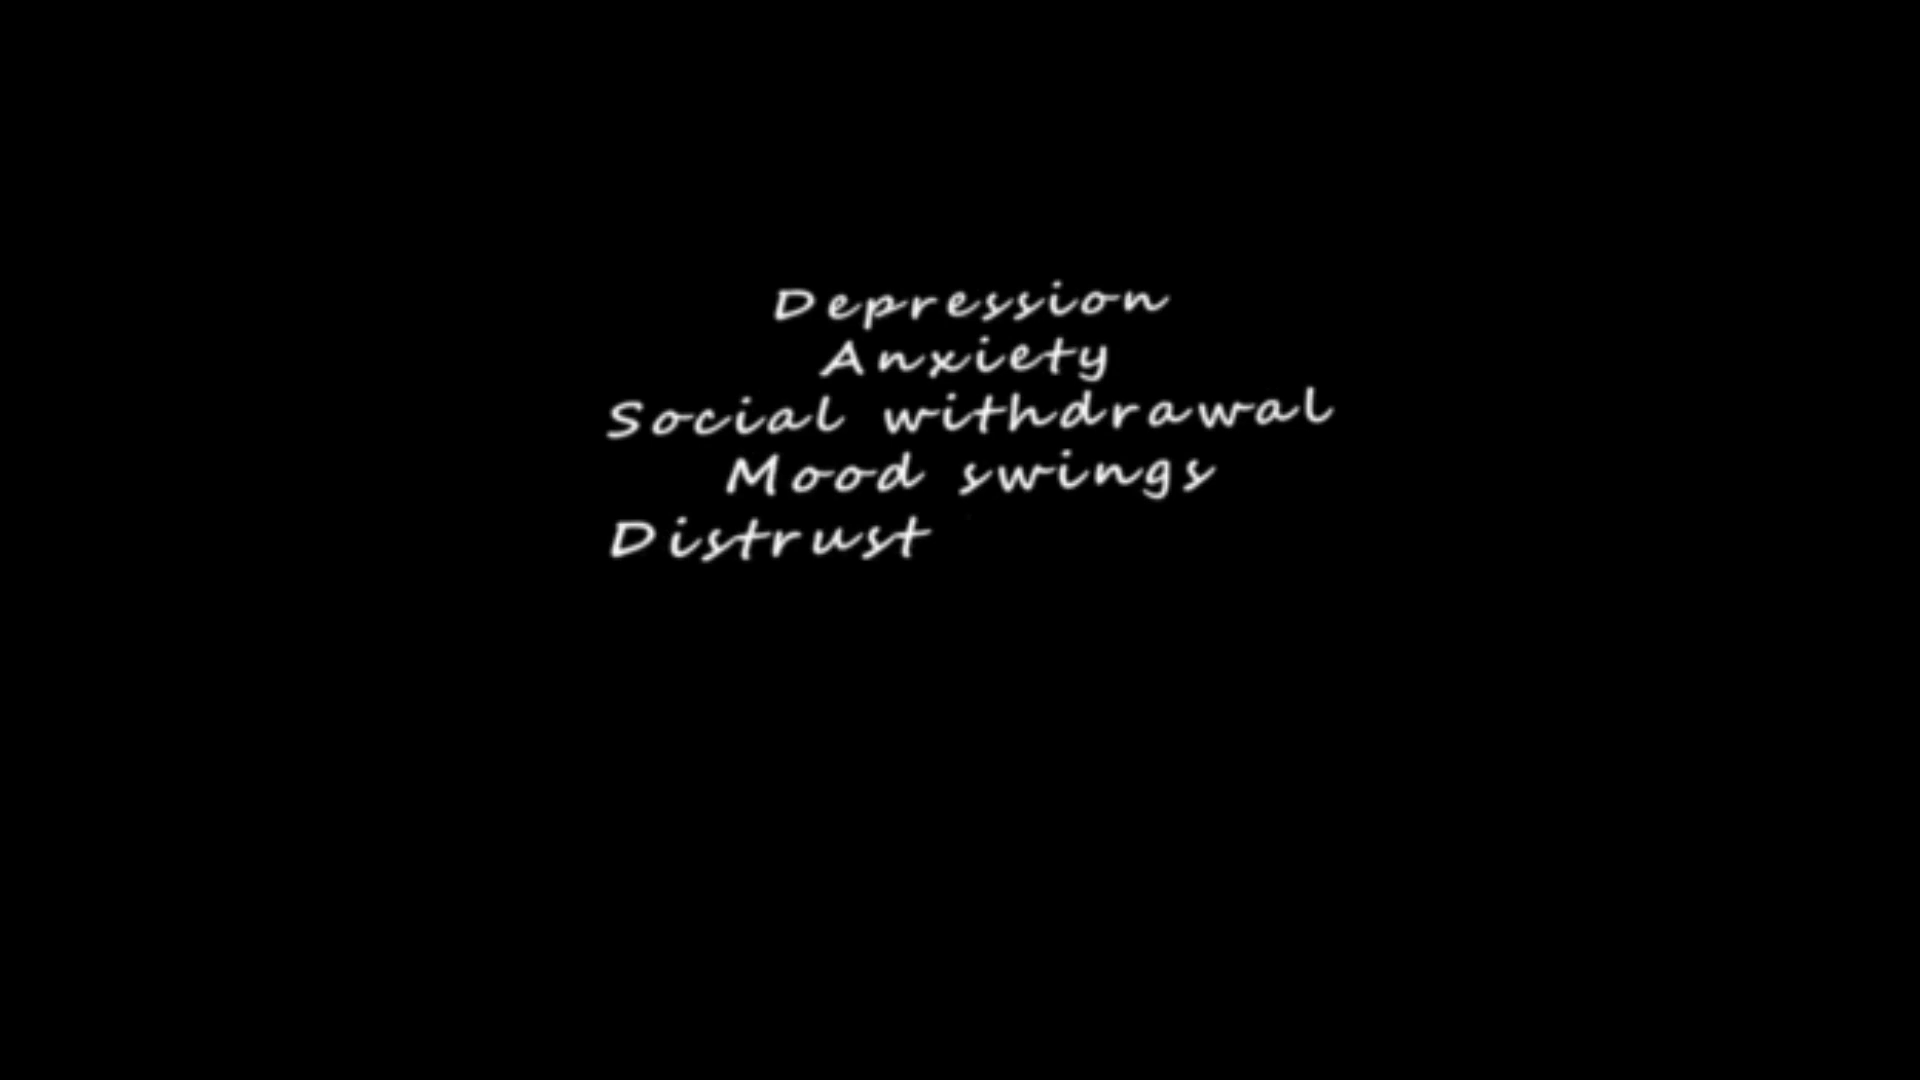 Depression
Anxiety
Social withdrawal
Mood swings
Distrust